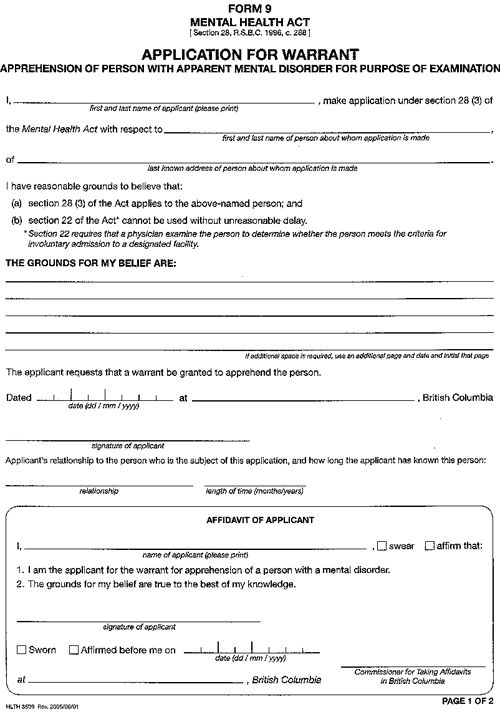 FORM 9
MENTAL HEALTH ACT
[ Section 28, R.S.B.C. 1996, c. 288 ]
APPLICATION FOR WARRANT
APPREHENSION OF PERSON WITH APPARENT MENTAL DISORDER FOR PURPOSE OF EXAMINATION
I, , make application under section 28 (3) of
first and last name of applicant (please print)
the Mental Health Act with respect to ,
first and last name of person about whom application is made
of .
last known address of person about whom application is made
I have reasonable grounds to believe that:
(a) section 28 (3) of the Act applies to the above-named person; and
(b) section 22 of the Act* cannot be used without unreasonable delay.
* Section 22 requires that a physician examine the person to determine whether the person meets the criteria for
involuntary admission to a designated facility.
THE GROUNDS FOR MY BELIEF ARE:
if additional space is required, use an additional page and date and initial that page
The applicant requests that a warrant be granted to apprehend the person.
Dated at , British Columbia
date (dd / mm / yyyy)
signature of applicant
Applicant's relationship to the person who is the subject of this application, and how long the applicant has known this person:
relationship length of time (months/years)
AFFIDAVIT OF APPLICANT
I, , swear affirm that:
name of applicant (please print)
1. I am the applicant for the warrant for apprehension of a person with a mental disorder.
2. The grounds for my belief are true to the best of my knowledge.
signature of applicant
Sworn Affirmed before me on
date (dd / mm / yyyy)
at , British Columbia
Commissioner for Taking Affidavits
in British Columbia
HLTH 3509 Rev. 2005/06/01
PAGE 1 OF 2